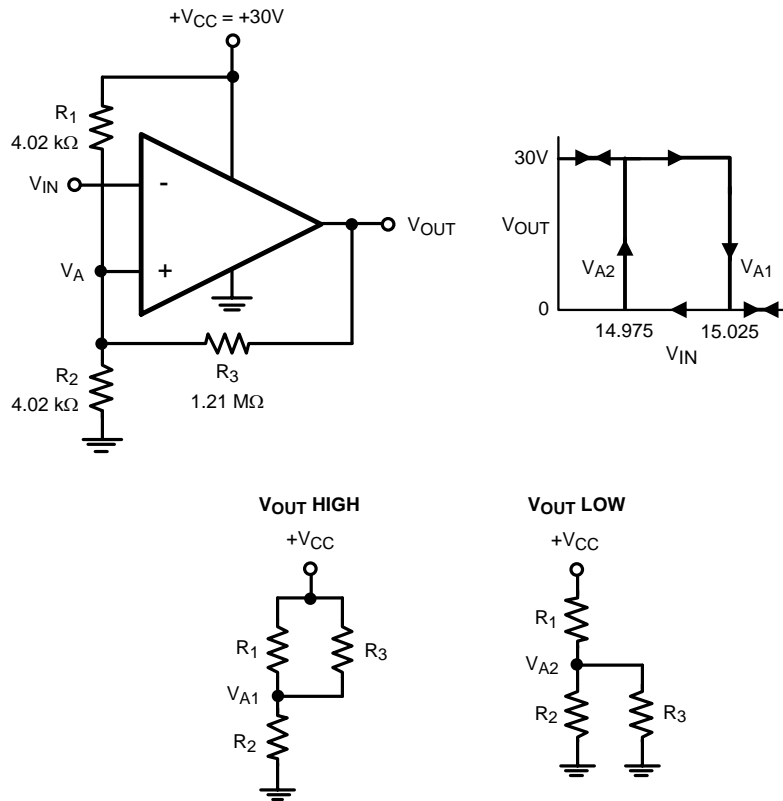 +VCC = +30V
R1
4.02 kΩ
VIN
-
VOUT
VA
+
R2
4.02 kΩ
R3
1.21 MΩ
30V
VOUT
VA2
VA1
0
14.975
15.025
VIN
VOUT HIGH
+VCC
R1
R3
VA1
R2
VOUT LOW
+VCC
R1
VA2
R2
R3